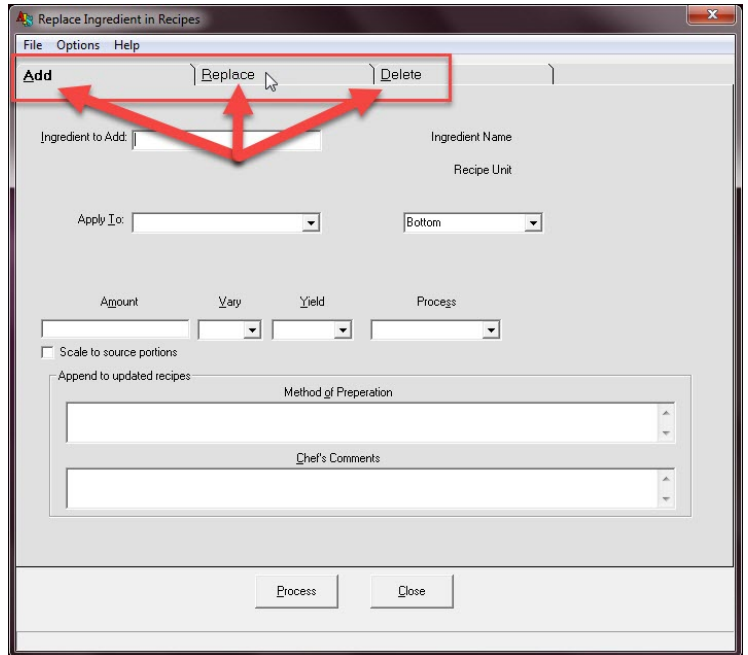 Replace Ingredient in Recipes
File Options Help
Add Replace Delete
Ingredient to Add: Ingredient Name
Recipe Unit
Apply To: Bottom
Amount Vary Yield Process
Scale to source portions
Append to updated recipes
Method of Preperation
Chef's Comments
Process Close